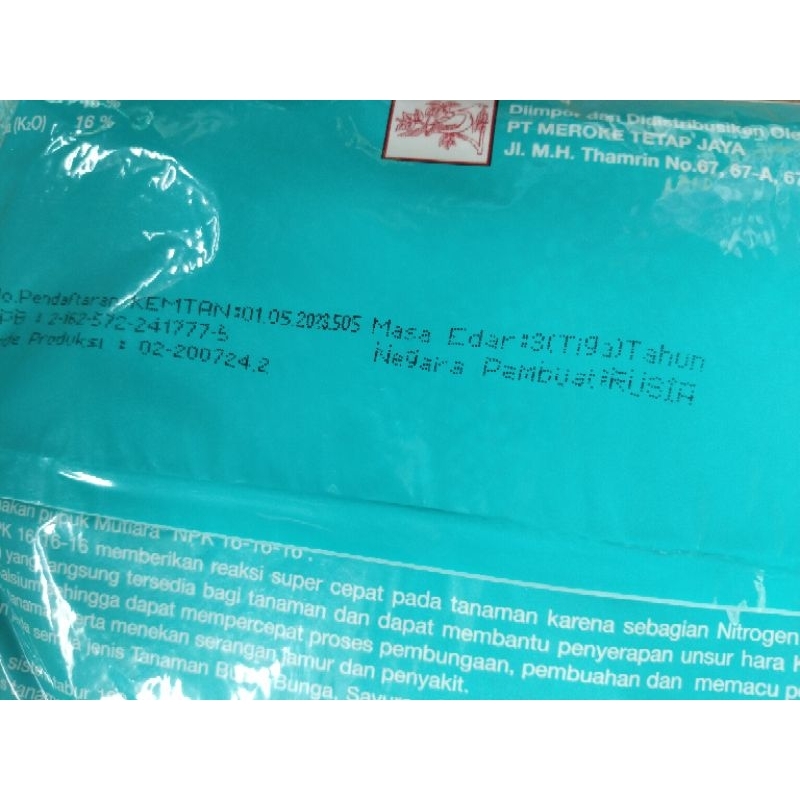 (K₂O) 16 %
Diimpor dan Didistribusikan Oleh
PT MEROKE TETAP JAYA
Jl. M.H. Thamrin No.67, 67-A, 67
No.Pendaftaran KEMTAN:01.05.2023.505
NPB : 2-162-572-241777-5
Kode Produksi : 02-200724.2
Masa Edar:3(Tiga)Tahun
Negara Pembuat:RUSIA
pupuk Mutiara NPK 16-16-16
16-16-16 memberikan reaksi super cepat pada tanaman karena sebagian Nitrogen
yang langsung tersedia bagi tanaman dan dapat membantu penyerapan unsur hara
sehingga dapat mempercepat proses pembungaan, pembuahan dan memacu
serta menekan serangan jamur dan penyakit.
jenis Tanaman Bunga,